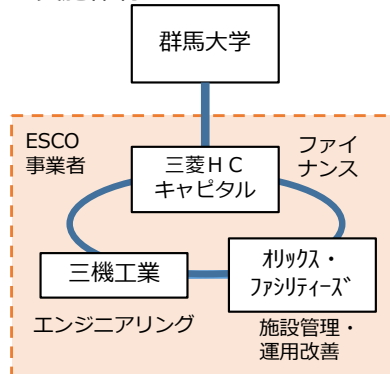 群馬大学
ESCO
事業者
ファイ
ナンス
三菱ＨＣ
キャピタル
三機工業
ｵﾘｯｸｽ・
ﾌｧｼﾘﾃｨｰｽﾞ
エンジニアリング
施設管理・
運用改善